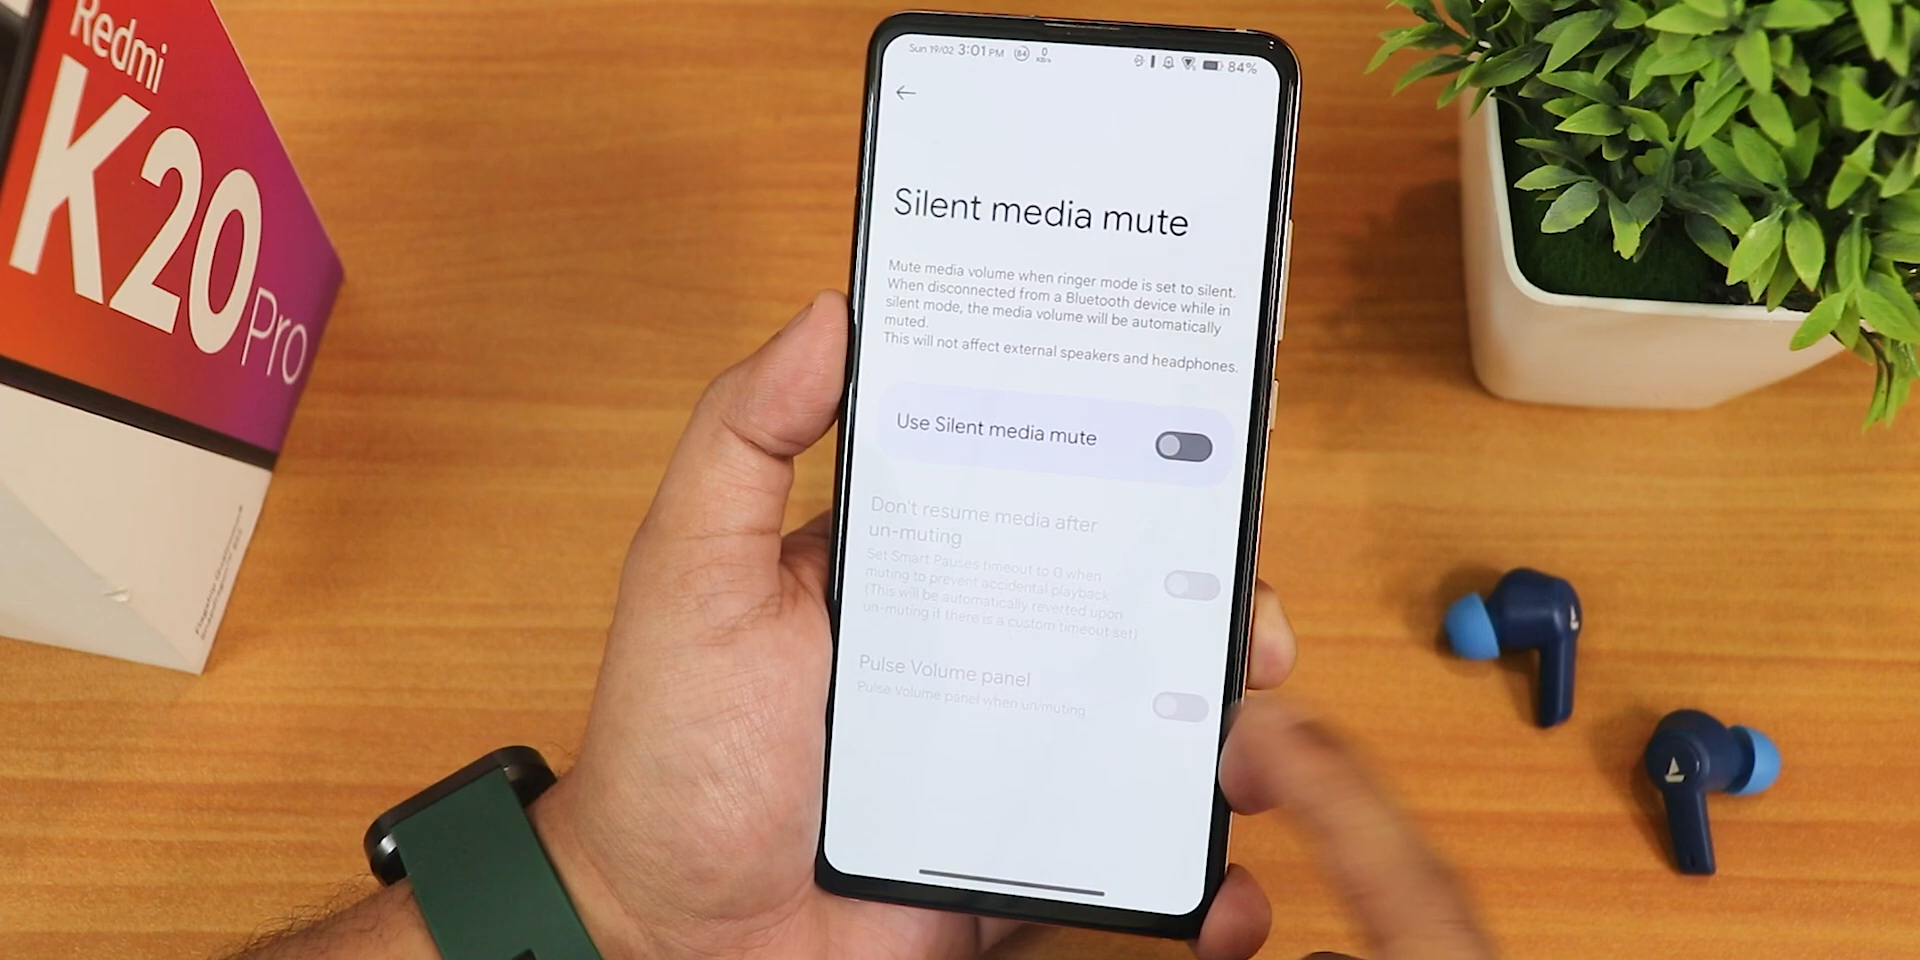 Redmi
K20 Pro
Sun 19/02 3:01 PM 84 0 KB/s 84%
Silent media mute
Mute media volume when ringer mode is set to silent.
When disconnected from a Bluetooth device while in
silent mode, the media volume will be automatically
muted.
This will not affect external speakers and headphones.
Use Silent media mute
Don't resume media after
un-muting
Set Smart Pauses timeout to 0 when
muting to prevent accidental playback
(This will be automatically reverted upon
un-muting if there is a custom timeout set)
Pulse Volume panel
Pulse Volume panel when un/muting